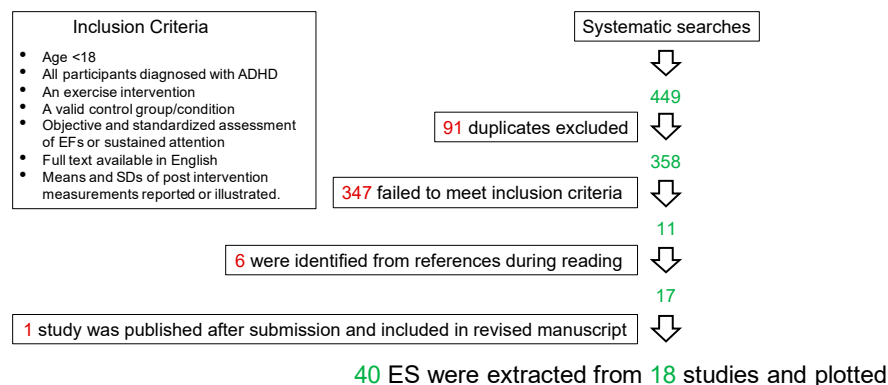 Inclusion Criteria
• Age <18
• All participants diagnosed with ADHD
• An exercise intervention
• A valid control group/condition
• Objective and standardized assessment
of EFs or sustained attention
• Full text available in English
• Means and SDs of post intervention
measurements reported or illustrated.
Systematic searches
449
91 duplicates excluded
358
347 failed to meet inclusion criteria
11
6 were identified from references during reading
17
1 study was published after submission and included in revised manuscript
40 ES were extracted from 18 studies and plotted